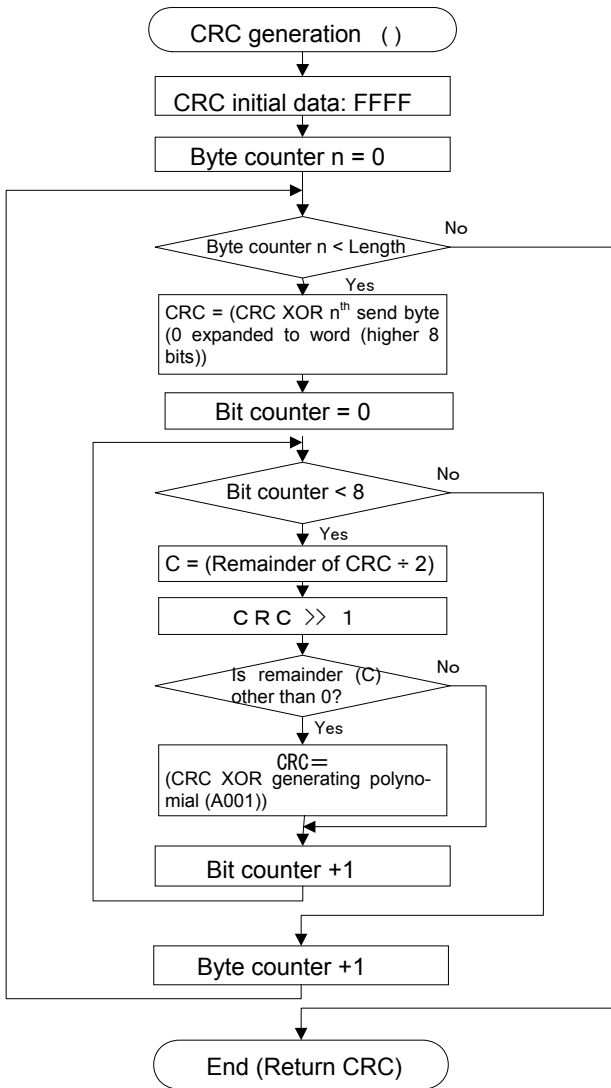 CRC generation ()
CRC initial data: FFFF
Byte counter n = 0
Byte counter n < Length
No
Yes
CRC = (CRC XOR nth send byte
(0 expanded to word (higher 8
bits))
Bit counter = 0
Bit counter < 8
No
Yes
C = (Remainder of CRC ÷ 2)
CRC >> 1
Is remainder (C)
other than 0?
No
Yes
CRC=
(CRC XOR generating polyno-
mial (A001))
Bit counter +1
Byte counter +1
End (Return CRC)